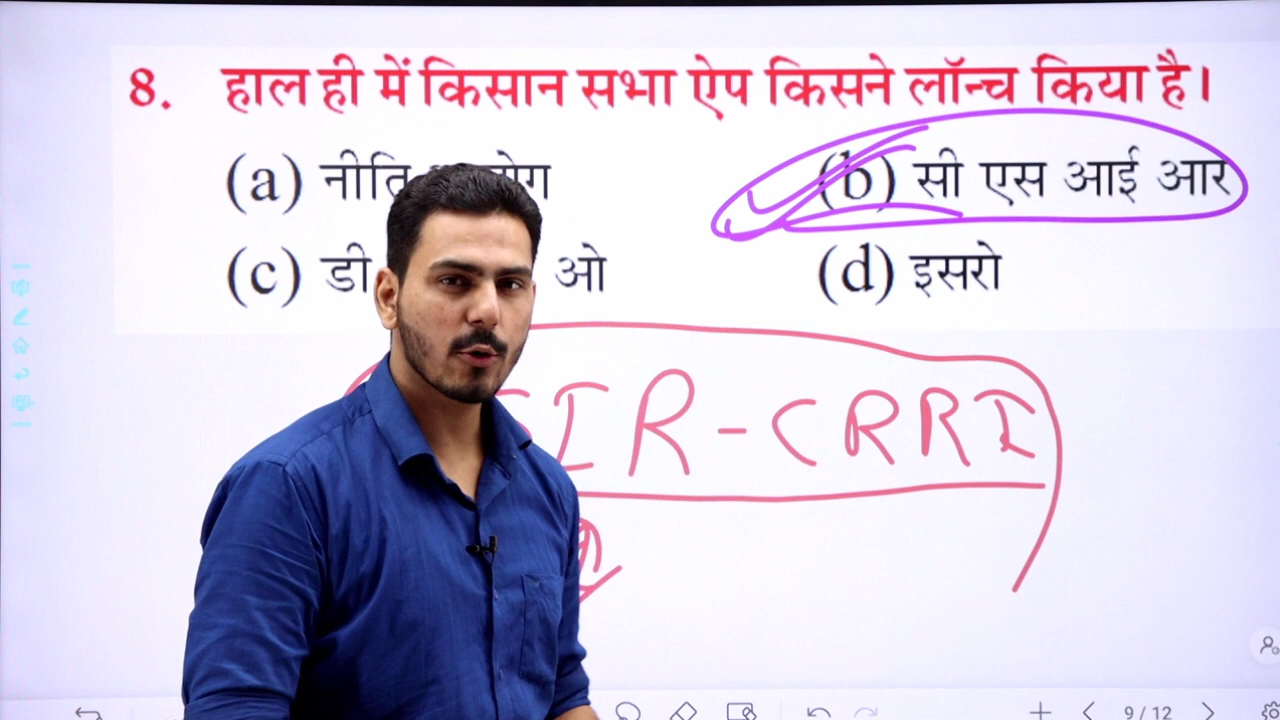 8. हाल ही में किसान सभा ऐप किसने लॉन्च किया है।
(a) (b) सी एस आई आर
(c) डी ओ (d) इसरो
IR-CRRI
9/12